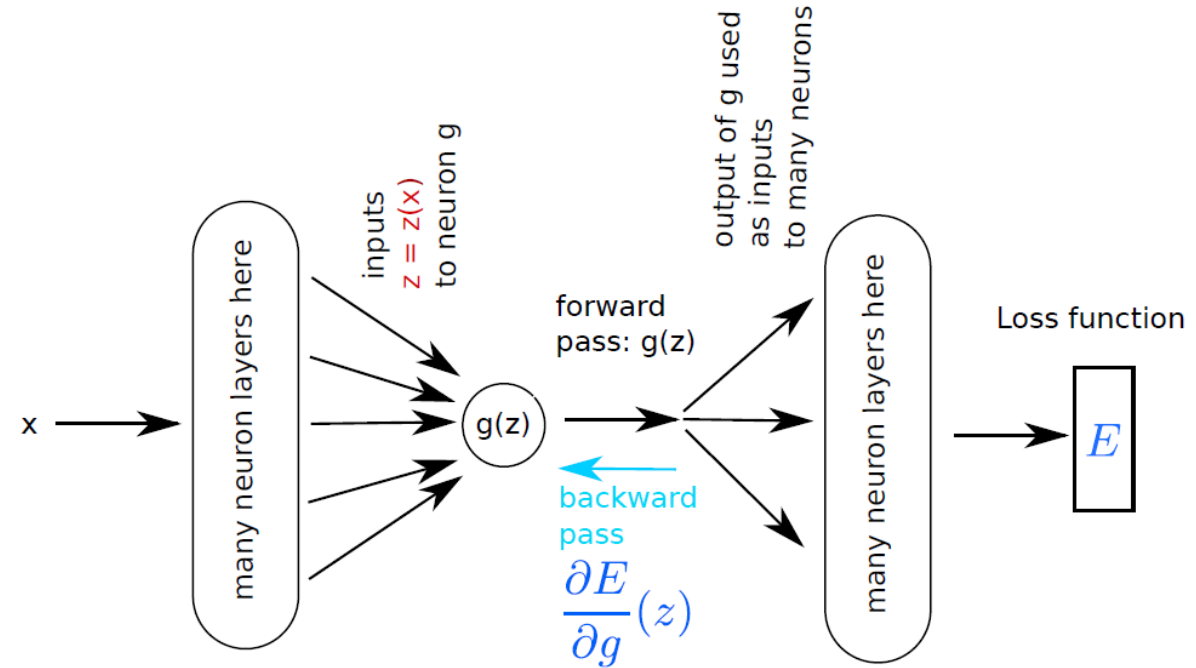 x
many neuron layers here
inputs
z = z(x)
to neuron g
g(z)
forward
pass: g(z)
backward
pass
∂E
∂g
(z)
output of g used
as inputs
to many neurons
many neuron layers here
Loss function
E